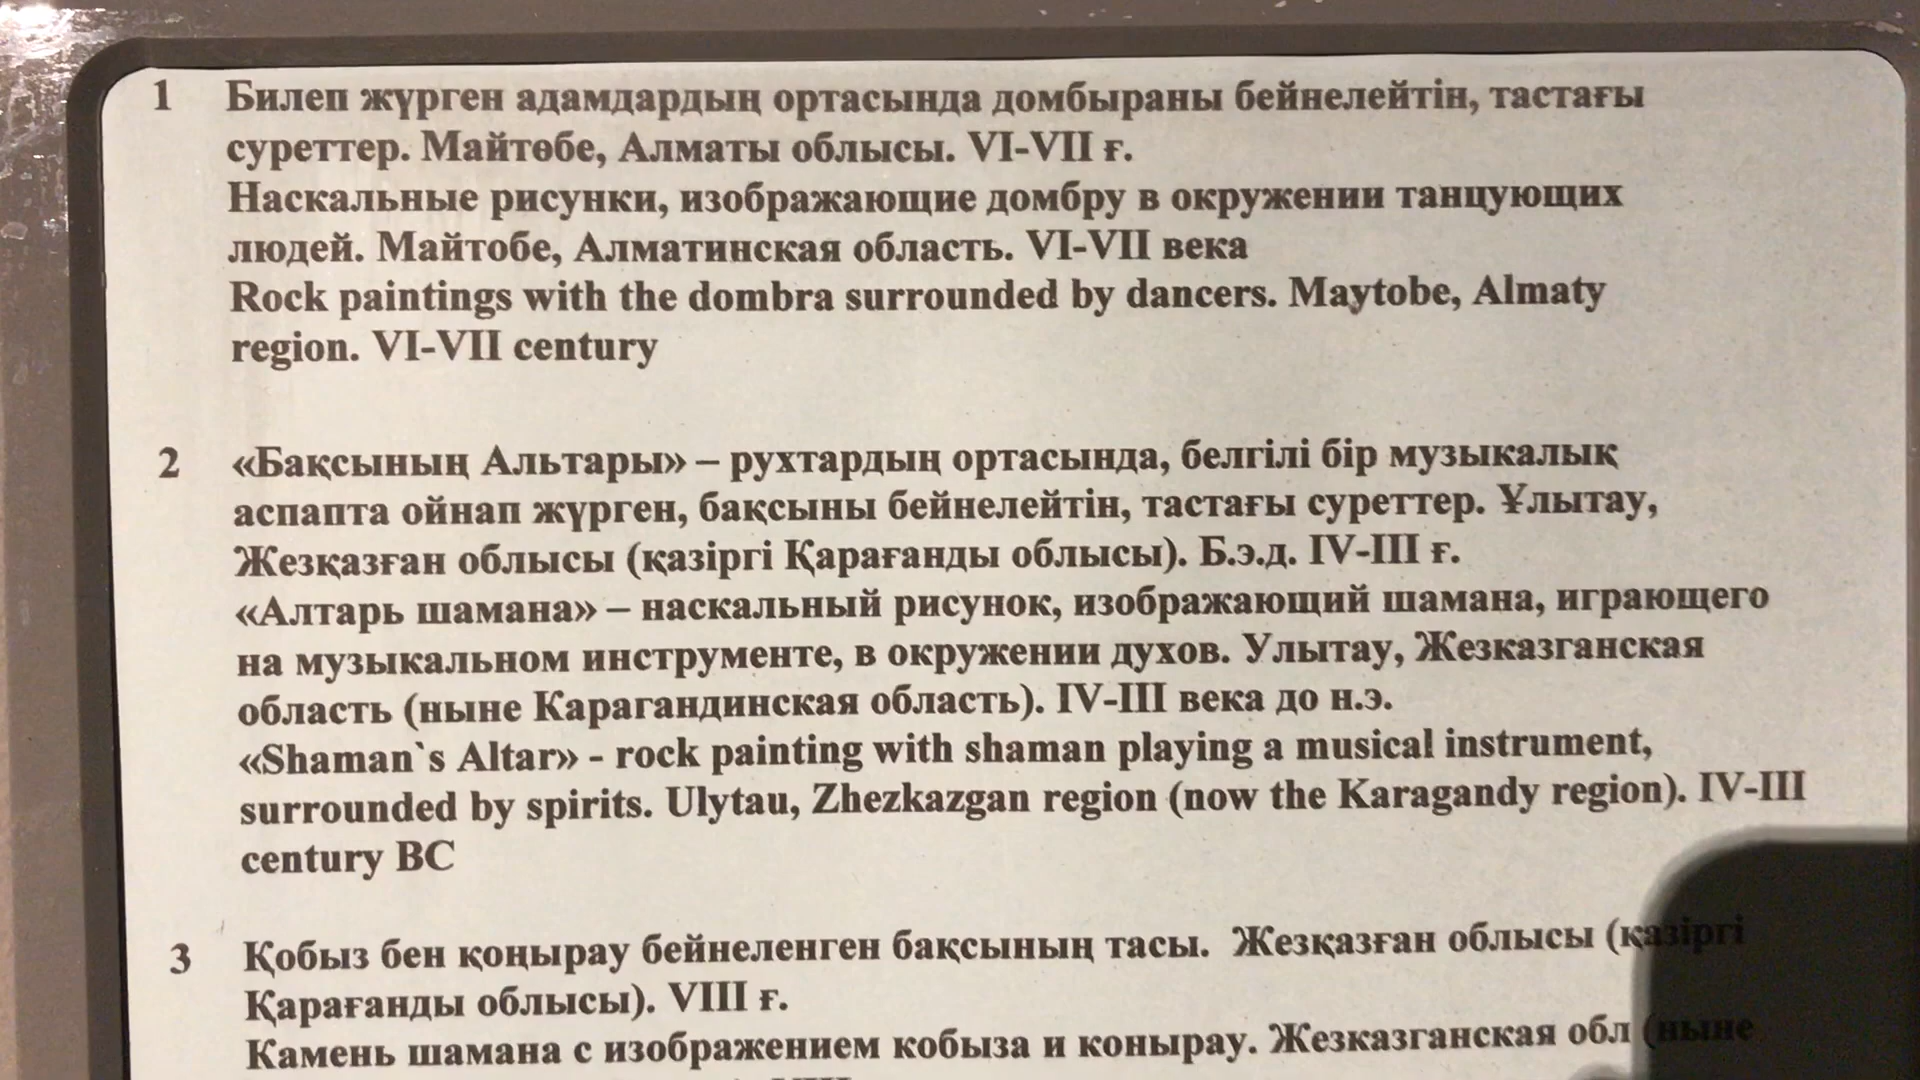 1 Билеп жүрген адамдардың ортасында домбыраны бейнелейтін, тастағы
суреттер. Майтөбе, Алматы облысы. VI-VII ғ.
Наскальные рисунки, изображающие домбру в окружении танцующих
людей. Майтобе, Алматинская область. VI-VII века
Rock paintings with the dombra surrounded by dancers. Maytobe, Almaty
region. VI-VII century
2 «Бақсының Альтары» – рухтардың ортасында, белгілі бір музыкалық
аспапта ойнап жүрген, бақсыны бейнелейтін, тастағы суреттер. Ұлытау,
Жезқазған облысы (қазіргі Қарағанды облысы). Б.э.д. IV-III ғ.
«Алтарь шамана» – наскальный рисунок, изображающий шамана, играющего
на музыкальном инструменте, в окружении духов. Улытау, Жезказганская
область (ныне Карагандинская область). IV-III века до н.э.
«Shaman`s Altar» - rock painting with shaman playing a musical instrument,
surrounded by spirits. Ulytau, Zhezkazgan region (now the Karagandy region). IV-III
century BC
3 Қобыз бен қоңырау бейнеленген бақсының тасы. Жезқазған облысы (қазіргі
Қарағанды облысы). VIII ғ.
Камень шамана с изображением кобыза и конырау. Жезказганская обл (ныне